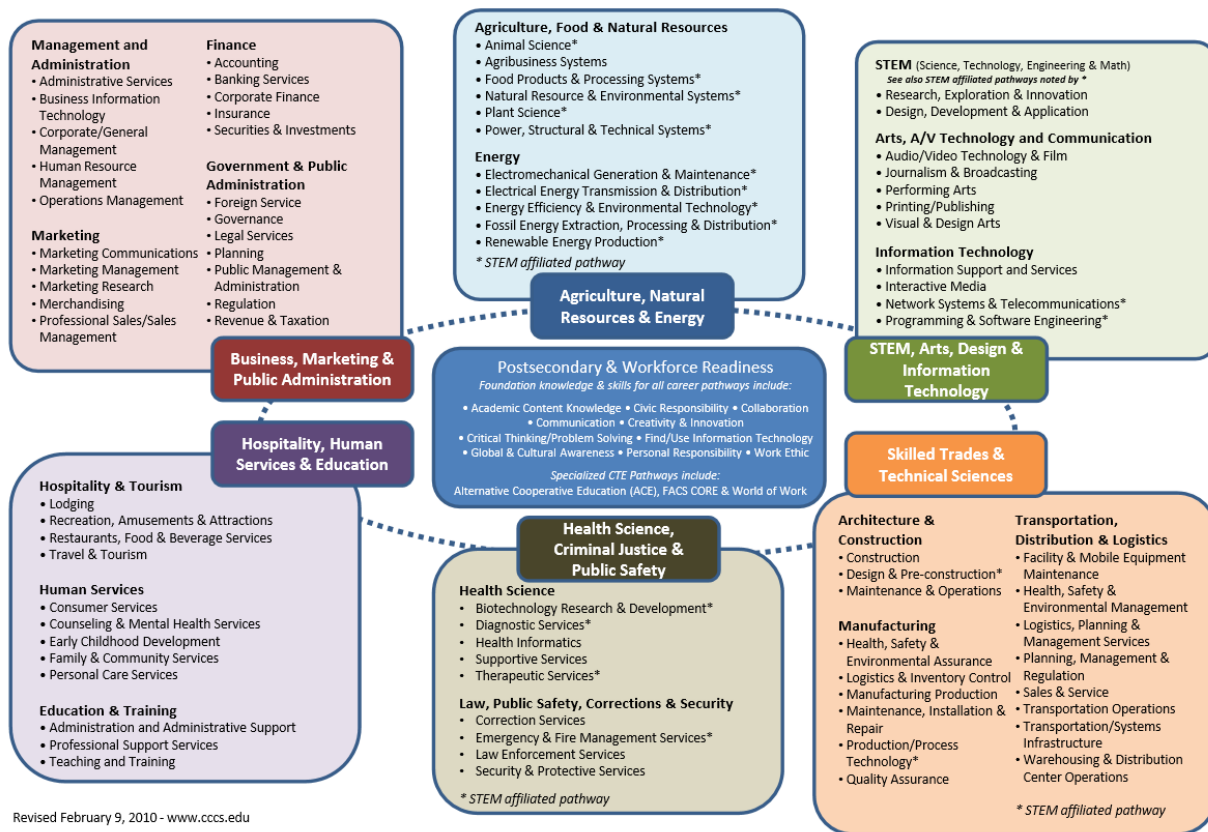 Management and
Administration
• Administrative Services
• Business Information
Technology
• Corporate/General
Management
• Human Resource
Management
• Operations Management
Marketing
• Marketing Communications
• Marketing Management
• Marketing Research
• Merchandising
• Professional Sales/Sales
Management
Finance
• Accounting
• Banking Services
• Corporate Finance
• Insurance
• Securities & Investments
Government & Public
Administration
• Foreign Service
• Governance
• Legal Services
• Planning
• Public Management &
Administration
• Regulation
• Revenue & Taxation
Business, Marketing &
Public Administration
Agriculture, Food & Natural Resources
• Animal Science*
• Agribusiness Systems
• Food Products & Processing Systems*
• Natural Resource & Environmental Systems*
• Plant Science*
• Power, Structural & Technical Systems*
Energy
• Electromechanical Generation & Maintenance*
• Electrical Energy Transmission & Distribution*
• Energy Efficiency & Environmental Technology*
• Fossil Energy Extraction, Processing & Distribution*
• Renewable Energy Production*
* STEM affiliated pathway
Agriculture, Natural
Resources & Energy
STEM (Science, Technology, Engineering & Math)
See also STEM affiliated pathways noted by *
• Research, Exploration & Innovation
• Design, Development & Application
Arts, A/V Technology and Communication
• Audio/Video Technology & Film
• Journalism & Broadcasting
• Performing Arts
• Printing/Publishing
• Visual & Design Arts
Information Technology
• Information Support and Services
• Interactive Media
• Network Systems & Telecommunications*
• Programming & Software Engineering*
STEM, Arts, Design &
Information
Technology
Postsecondary & Workforce Readiness
Foundation knowledge & skills for all career pathways include:
• Academic Content Knowledge • Civic Responsibility • Collaboration
• Communication • Creativity & Innovation
• Critical Thinking/Problem Solving • Find/Use Information Technology
• Global & Cultural Awareness • Personal Responsibility • Work Ethic
Specialized CTE Pathways include:
Alternative Cooperative Education (ACE), FACS CORE & World of Work
Hospitality, Human
Services & Education
Hospitality & Tourism
• Lodging
• Recreation, Amusements & Attractions
• Restaurants, Food & Beverage Services
• Travel & Tourism
Human Services
• Consumer Services
• Counseling & Mental Health Services
• Early Childhood Development
• Family & Community Services
• Personal Care Services
Education & Training
• Administration and Administrative Support
• Professional Support Services
• Teaching and Training
Health Science,
Criminal Justice &
Public Safety
Health Science
• Biotechnology Research & Development*
• Diagnostic Services*
• Health Informatics
• Supportive Services
• Therapeutic Services*
Law, Public Safety, Corrections & Security
• Correction Services
• Emergency & Fire Management Services*
• Law Enforcement Services
• Security & Protective Services
* STEM affiliated pathway
Skilled Trades &
Technical Sciences
Architecture &
Construction
• Construction
• Design & Pre-construction*
• Maintenance & Operations
Manufacturing
• Health, Safety &
Environmental Assurance
• Logistics & Inventory Control
• Manufacturing Production
• Maintenance, Installation &
Repair
• Production/Process
Technology*
• Quality Assurance
Transportation,
Distribution & Logistics
• Facility & Mobile Equipment
Maintenance
• Health, Safety &
Environmental Management
• Logistics, Planning &
Management Services
• Planning, Management &
Regulation
• Sales & Service
• Transportation Operations
• Transportation/Systems
Infrastructure
• Warehousing & Distribution
Center Operations
* STEM affiliated pathway
Revised February 9, 2010 - www.cccs.edu